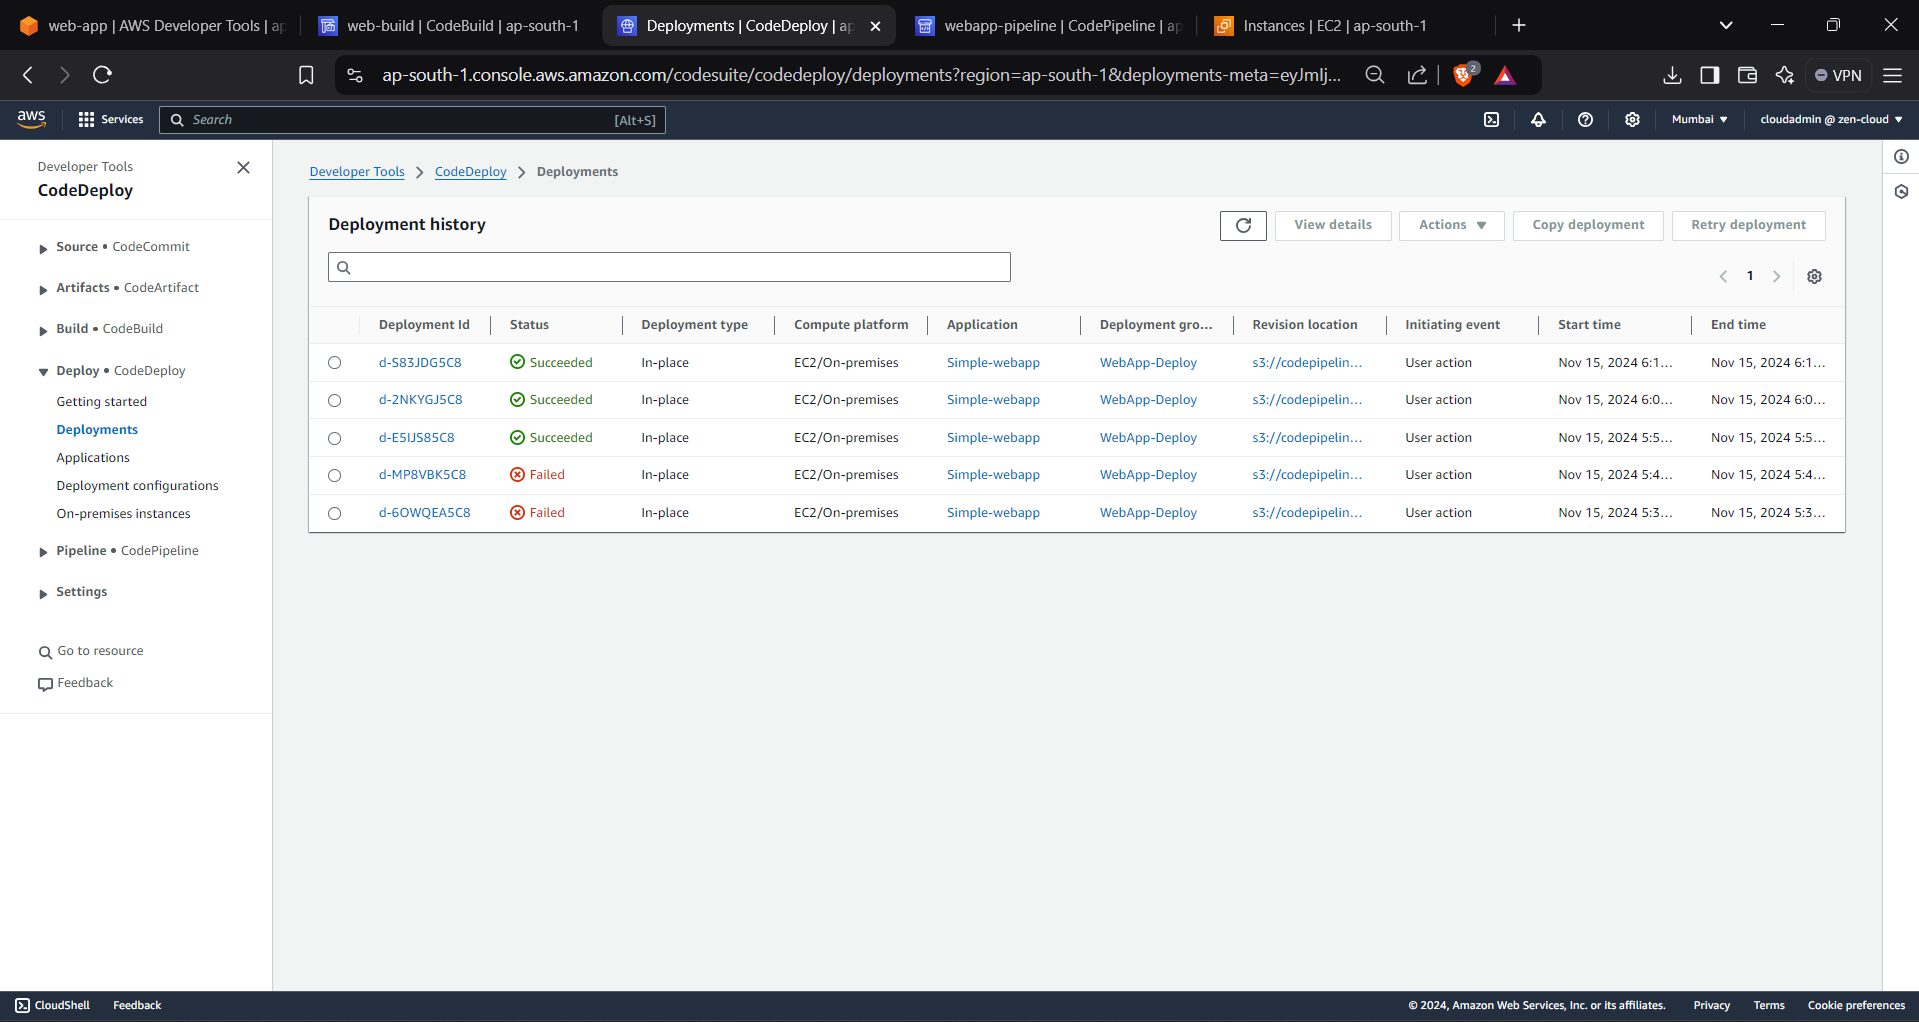 web-app | AWS Developer Tools | ap
web-build | CodeBuild | ap-south-1
Deployments | CodeDeploy | ap
webapp-pipeline | CodePipeline | ap
Instances | EC2 | ap-south-1
ap-south-1.console.aws.amazon.com/codesuite/codedeploy/deployments?region=ap-south-1&deployments-meta=eyJmIj...
2
VPN
aws
Services
Search
[Alt+S]
Mumbai
cloudadmin @ zen-cloud
Developer Tools
CodeDeploy
Source • CodeCommit
Artifacts • CodeArtifact
Build • CodeBuild
Deploy • CodeDeploy
Getting started
Deployments
Applications
Deployment configurations
On-premises instances
Pipeline • CodePipeline
Settings
Go to resource
Feedback
Developer Tools > CodeDeploy > Deployments
Deployment history
View details
Actions
Copy deployment
Retry deployment
1
Deployment Id Status Deployment type Compute platform Application Deployment gro... Revision location Initiating event Start time End time
d-S83JDG5C8 Succeeded In-place EC2/On-premises Simple-webapp WebApp-Deploy s3://codepipelin... User action Nov 15, 2024 6:1... Nov 15, 2024 6:1...
d-2NKYGJ5C8 Succeeded In-place EC2/On-premises Simple-webapp WebApp-Deploy s3://codepipelin... User action Nov 15, 2024 6:0... Nov 15, 2024 6:0...
d-E5IJS85C8 Succeeded In-place EC2/On-premises Simple-webapp WebApp-Deploy s3://codepipelin... User action Nov 15, 2024 5:5... Nov 15, 2024 5:5...
d-MP8VBK5C8 Failed In-place EC2/On-premises Simple-webapp WebApp-Deploy s3://codepipelin... User action Nov 15, 2024 5:4... Nov 15, 2024 5:4...
d-6OWQEA5C8 Failed In-place EC2/On-premises Simple-webapp WebApp-Deploy s3://codepipelin... User action Nov 15, 2024 5:3... Nov 15, 2024 5:3...
CloudShell
Feedback
© 2024, Amazon Web Services, Inc. or its affiliates.
Privacy
Terms
Cookie preferences